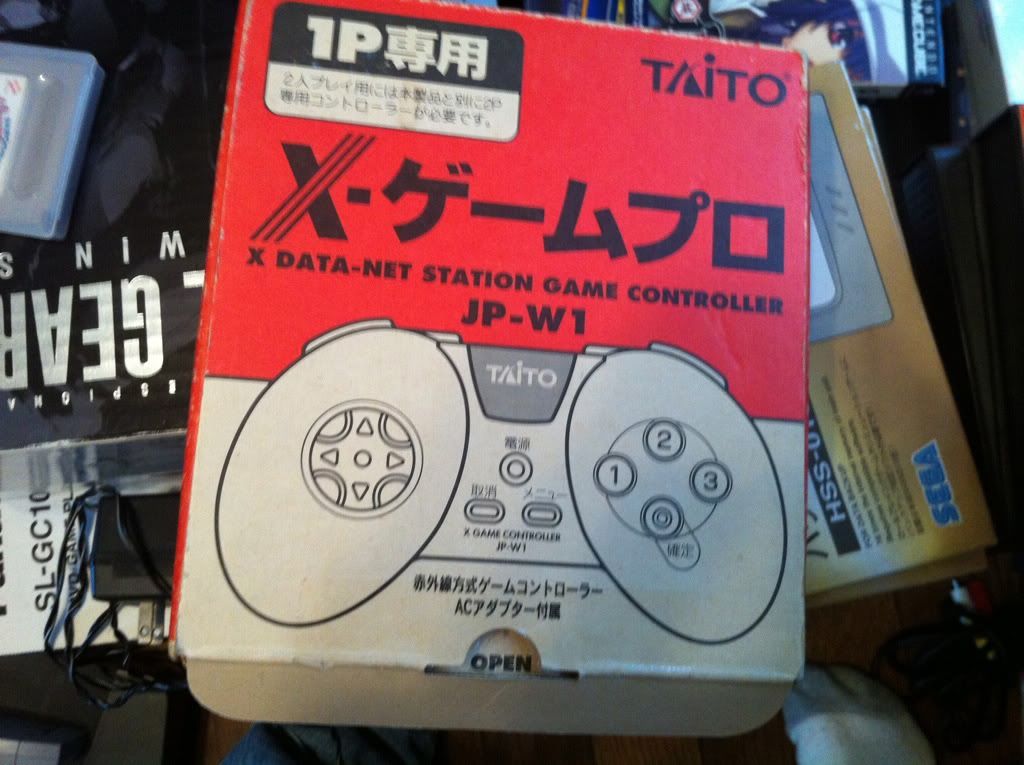 1P専用
2人プレイ用には本製品と別に2P
専用コントローラーが必要です。
TAITO
X-ゲームプロ
X DATA-NET STATION GAME CONTROLLER
JP-W1
TAITO
電源
取消
メニュー
X GAME CONTROLLER
JP-W1
1
2
3
◎
確定
赤外線方式ゲームコントローラー
ACアダプター付属
OPEN
WIN
GEAR
SL-GC10
HSS-01
SEGA